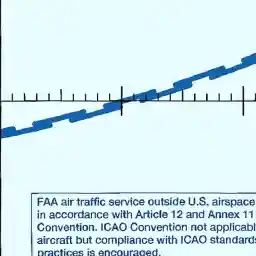 FAA air traffic service outside U.S. airspace
in accordance with Article 12 and Annex 11
Convention. ICAO Convention not applicabl
aircraft but compliance with ICAO standards
practices is encouraged.